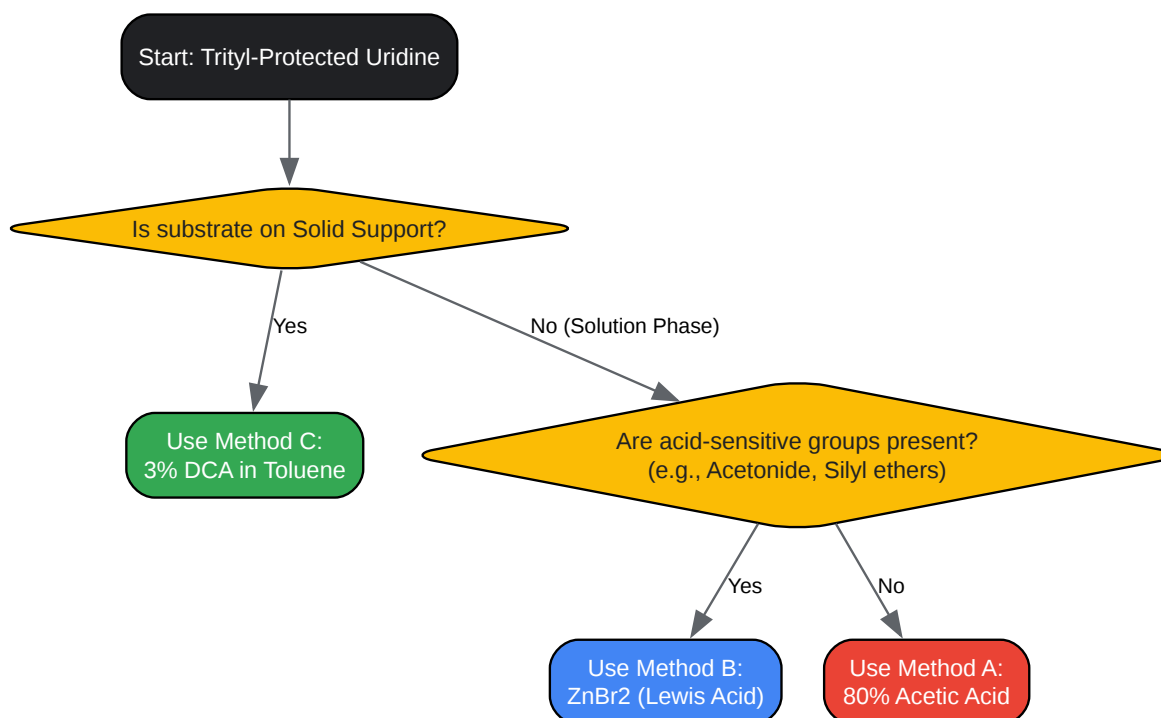 Start: Trityl-Protected Uridine
Is substrate on Solid Support?
Yes
No (Solution Phase)
Use Method C:
3% DCA in Toluene
Are acid-sensitive groups present?
(e.g., Acetonide, Silyl ethers)
Yes
No
Use Method B:
ZnBr2 (Lewis Acid)
Use Method A:
80% Acetic Acid